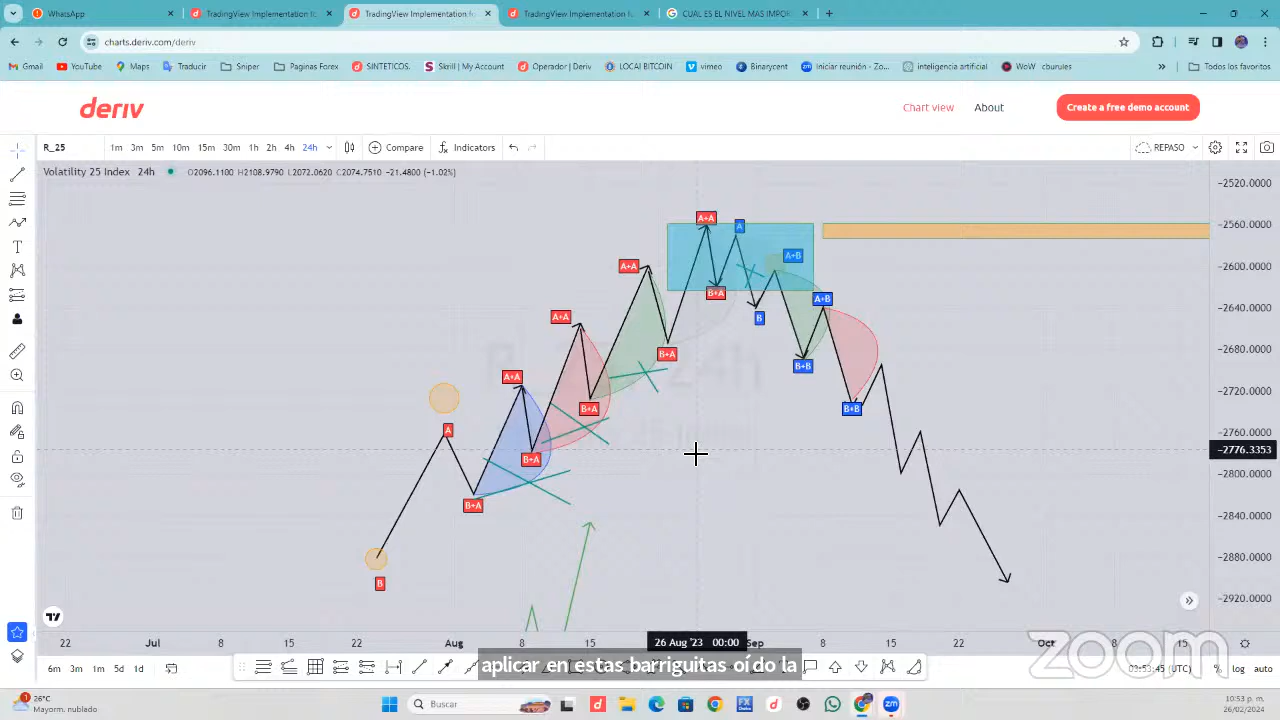 WhatsApp
TradingView Implementation fo
TradingView Implementation fo
TradingView Implementation fo
CUAL ES EL NIVEL MAS IMPOR
charts.deriv.com/deriv
Gmail YouTube Maps Traducir Sniper Paginas Forex SINTETICOS. Skrill | My Account Operador | Deriv LOCAl BITCOIN vimeo Binarycent Iniciar reunión - Zo... inteligencia artificial WoW cburules » Todos los favoritos
deriv
Chart view About Create a free demo account
R_25 1m 3m 5m 10m 15m 30m 1h 2h 4h 24h Compare Indicators REPASO
Volatility 25 Index 24h O2096.1100 H2108.9790 L2072.0620 C2074.7510 -21.4800 (-1.02%)
-2520.0000
A+A A -2560.0000
A+B
A+A -2600.0000
B+A A+B
B -2640.0000
A+A
B+A B+B -2680.0000
A+A
-2720.0000
B+A B+B
A -2760.0000
-2776.3353
B+A
-2800.0000
B+A
-2840.0000
-2880.0000
B
-2920.0000
22 Jul 8 15 22 Aug 8 15 26 Aug '23 00:00 Sep 8 15 22 Oct 8 15
6m 3m 1m 5d 1d
03:53:45 (UTC) % log auto
zoom
aplicar en estas barriguitas oído la
26°C
Mayorm. nublado
Buscar
10:53 p.m.
26/02/2024